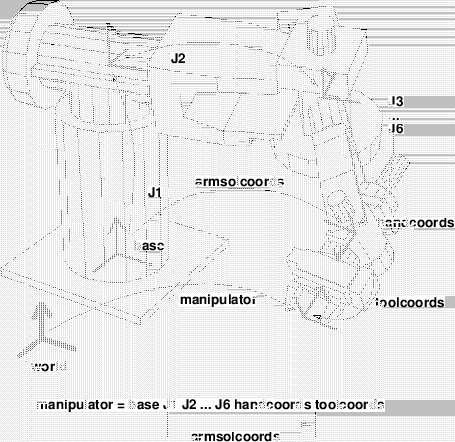 J2
J3
...
J6
armsolcoords
J1
handcoords
base
manipulator
toolcoords
world
manipulator = base J1 J2 ... J6 handcoords toolcoords
armsolcoords